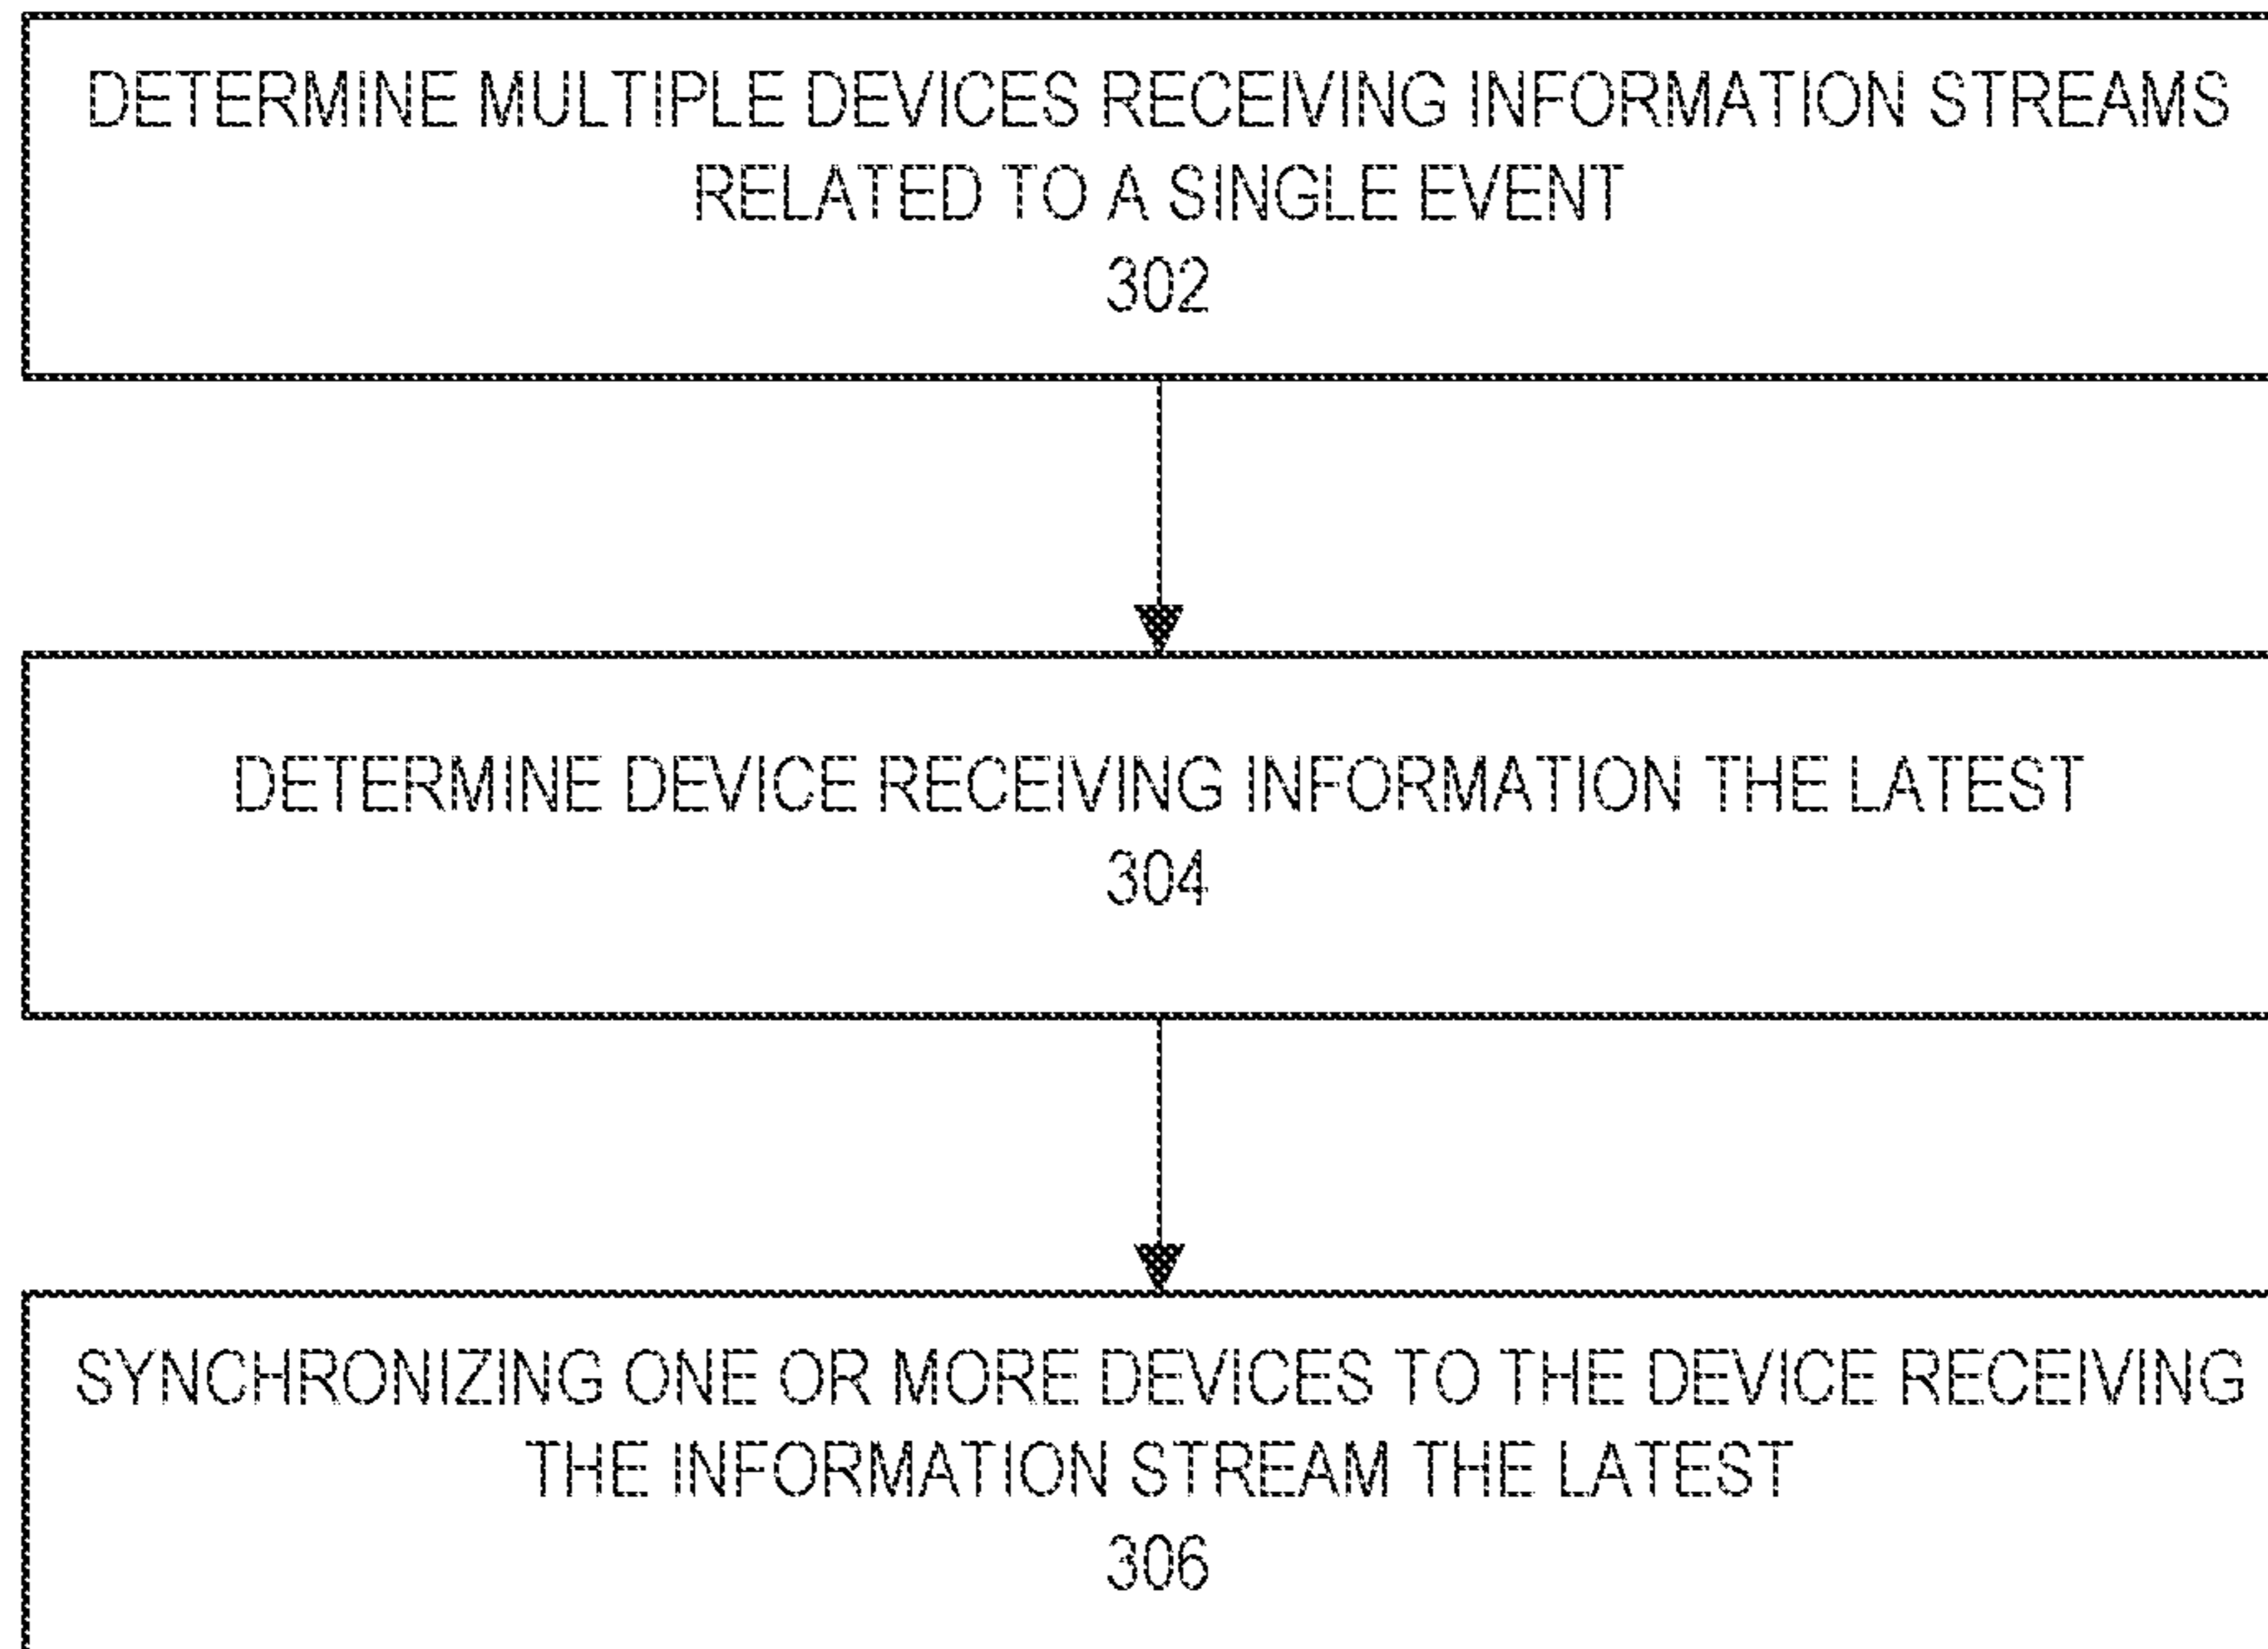 DETERMINE MULTIPLE DEVICES RECEIVING INFORMATION STREAMS
RELATED TO A SINGLE EVENT
302
DETERMINE DEVICE RECEIVING INFORMATION THE LATEST
304
SYNCHRONIZING ONE OR MORE DEVICES TO THE DEVICE RECEIVING
THE INFORMATION STREAM THE LATEST
306